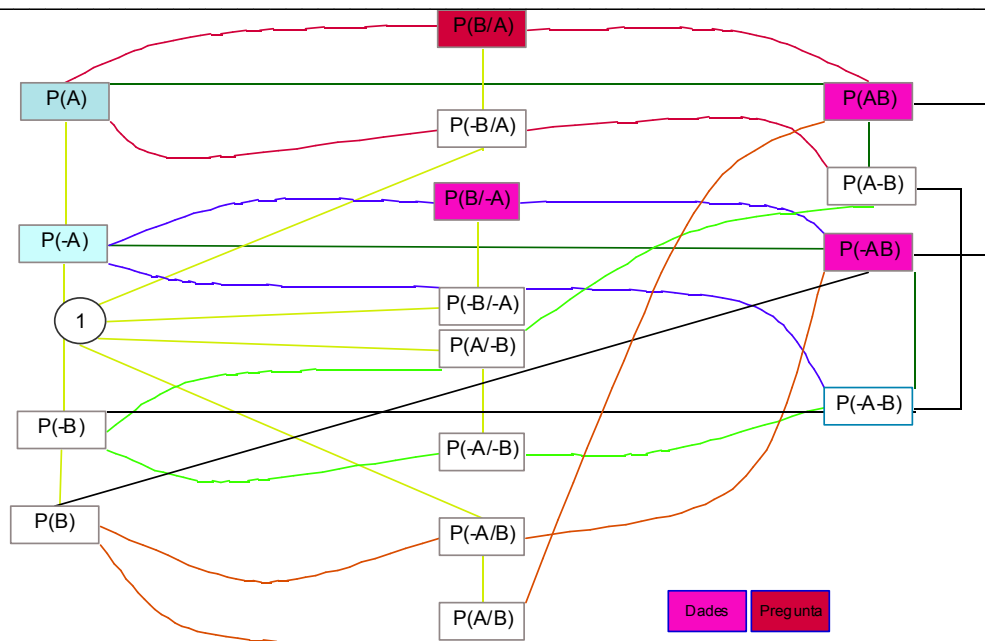 P(B/A)
P(A)
P(AB)
P(-B/A)
P(A-B)
P(B/-A)
P(-A)
P(-AB)
P(-B/-A)
1
P(A/-B)
P(-A-B)
P(-B)
P(-A/-B)
P(B)
P(-A/B)
P(A/B)
Dades
Pregunta